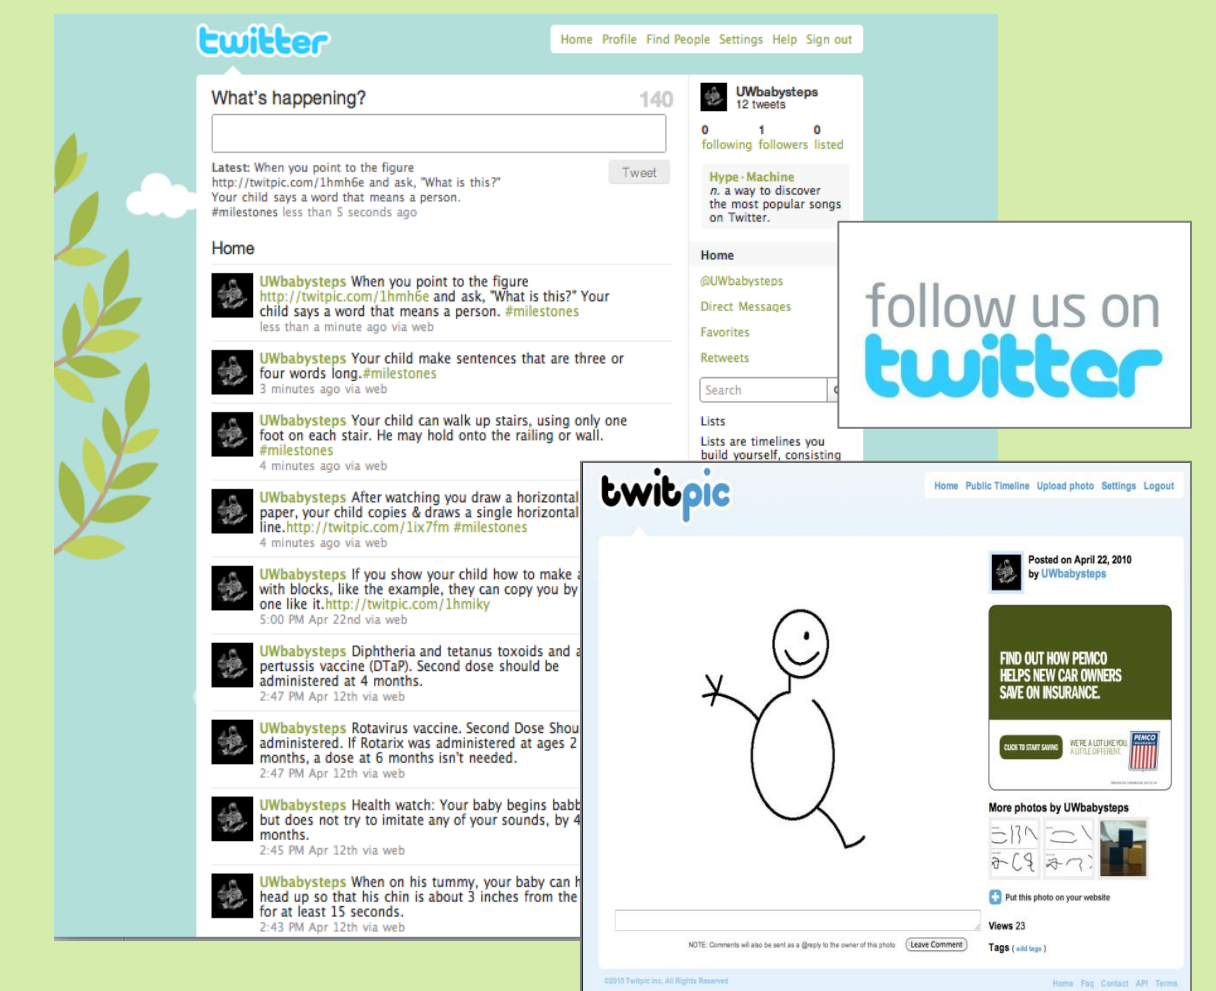 twitter
Home Profile Find People Settings Help Sign out
What's happening?
140
Latest: When you point to the figure
http://twitpic.com/1hmh6e and ask, "What is this?"
Your child says a word that means a person.
#milestones less than 5 seconds ago
Tweet
Home
UWbabysteps When you point to the figure
http://twitpic.com/1hmh6e and ask, "What is this?" Your
child says a word that means a person. #milestones
less than a minute ago via web
UWbabysteps Your child make sentences that are three or
four words long.#milestones
3 minutes ago via web
UWbabysteps Your child can walk up stairs, using only one
foot on each stair. He may hold onto the railing or wall.
#milestones
4 minutes ago via web
UWbabysteps After watching you draw a horizontal
paper, your child copies & draws a single horizontal
line.http://twitpic.com/1ix7fm #milestones
4 minutes ago via web
UWbabysteps If you show your child how to make a
with blocks, like the example, they can copy you by
one like it.http://twitpic.com/1hmiky
5:00 PM Apr 22nd via web
UWbabysteps Diphtheria and tetanus toxoids and a
pertussis vaccine (DTaP). Second dose should be
administered at 4 months.
2:47 PM Apr 12th via web
UWbabysteps Rotavirus vaccine. Second Dose Shou
administered. If Rotarix was administered at ages 2
months, a dose at 6 months isn't needed.
2:47 PM Apr 12th via web
UWbabysteps Health watch: Your baby begins babb
but does not try to imitate any of your sounds, by 4
months.
2:45 PM Apr 12th via web
UWbabysteps When on his tummy, your baby can h
head up so that his chin is about 3 inches from the
for at least 15 seconds.
2:43 PM Apr 12th via web
UWbabysteps
12 tweets
0 1 0
following followers listed
Hype·Machine
n. a way to discover
the most popular songs
on Twitter.
Home
@UWbabysteps
Direct Messages
Favorites
Retweets
Search
Lists
Lists are timelines you
build yourself, consisting
follow us on
twitter
twitpic
Home Public Timeline Upload photo Settings Logout
Posted on April 22, 2010
by UWbabysteps
FIND OUT HOW PEMCO
HELPS NEW CAR OWNERS
SAVE ON INSURANCE.
CLICK TO START SAVING
WE'RE A LOT LIKE YOU.
A LITTLE DIFFERENT.
PEMCO
More photos by UWbabysteps
Put this photo on your website
Views 23
Tags ( add tags )
NOTE: Comments will also be sent as a @reply to the owner of this photo
Leave Comment
©2010 Twitpic Inc, All Rights Reserved
Home Faq Contact API Terms